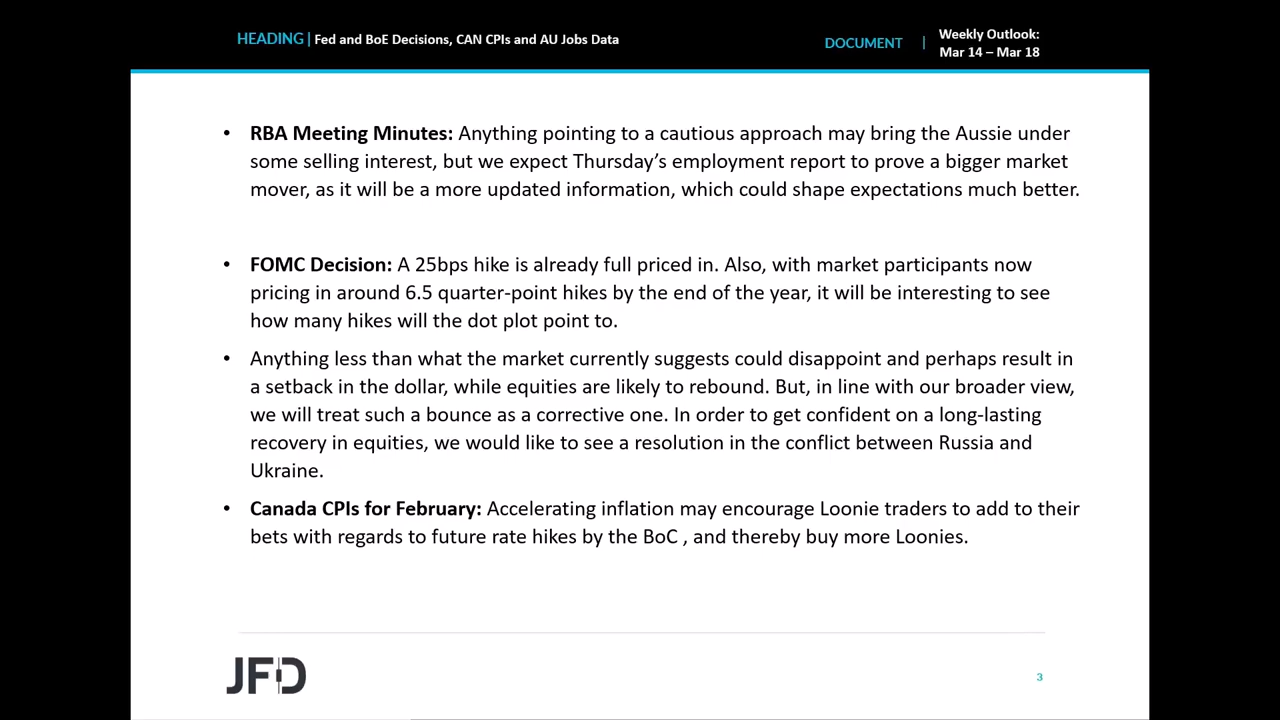 HEADING | Fed and BoE Decisions, CAN CPIs and AU Jobs Data
DOCUMENT | Weekly Outlook:
Mar 14 – Mar 18
• RBA Meeting Minutes: Anything pointing to a cautious approach may bring the Aussie under
some selling interest, but we expect Thursday’s employment report to prove a bigger market
mover, as it will be a more updated information, which could shape expectations much better.
• FOMC Decision: A 25bps hike is already full priced in. Also, with market participants now
pricing in around 6.5 quarter-point hikes by the end of the year, it will be interesting to see
how many hikes will the dot plot point to.
• Anything less than what the market currently suggests could disappoint and perhaps result in
a setback in the dollar, while equities are likely to rebound. But, in line with our broader view,
we will treat such a bounce as a corrective one. In order to get confident on a long-lasting
recovery in equities, we would like to see a resolution in the conflict between Russia and
Ukraine.
• Canada CPIs for February: Accelerating inflation may encourage Loonie traders to add to their
bets with regards to future rate hikes by the BoC , and thereby buy more Loonies.
JFD
3